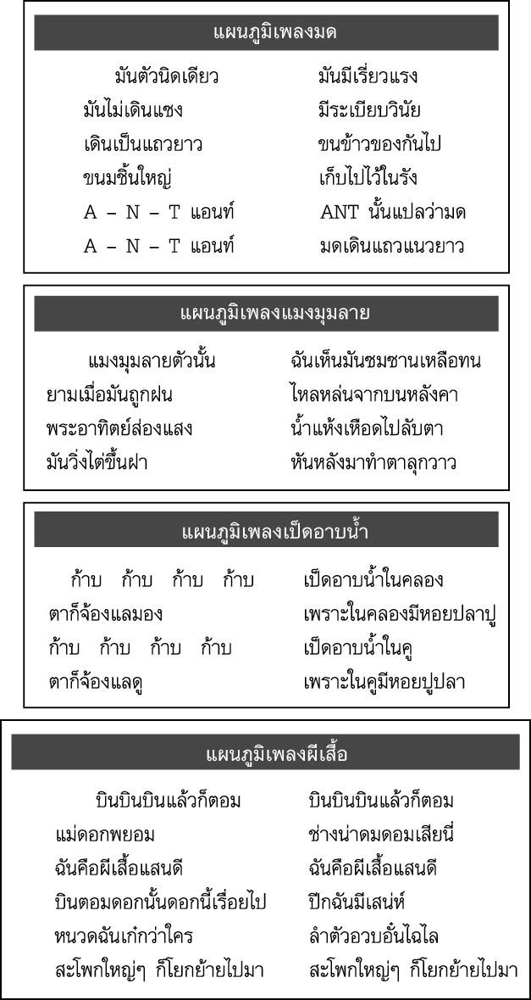 แผนภูมิเพลงมด
มันตัวนิดเดียว มันมีเรี่ยวแรง
มันไม่เดินแซง มีระเบียบวินัย
เดินเป็นแถวยาว ขนข้าวของกันไป
ขนมชิ้นใหญ่ เก็บไปไว้ในรัง
A – N – T แอนท์ ANT นั้นแปลว่ามด
A – N – T แอนท์ มดเดินแถวแนวยาว
แผนภูมิเพลงแมงมุมลาย
แมงมุมลายตัวนั้น ฉันเห็นมันซมซานเหลือทน
ยามเมื่อมันถูกฝน ไหลหล่นจากบนหลังคา
พระอาทิตย์ส่องแสง น้ำแห้งเหือดไปลับตา
มันวิ่งไต่ขึ้นฝา หันหลังมาทำตาลุกวาว
แผนภูมิเพลงเป็ดอาบน้ำ
ก้าบ ก้าบ ก้าบ ก้าบ เป็ดอาบน้ำในคลอง
ตาก็จ้องแลมอง เพราะในคลองมีหอยปลาปู
ก้าบ ก้าบ ก้าบ ก้าบ เป็ดอาบน้ำในคู
ตาก็จ้องแลดู เพราะในคูมีหอยปูปลา
แผนภูมิเพลงผีเสื้อ
บินบินบินแล้วก็ตอม บินบินบินแล้วก็ตอม
แม่ดอกพยอม ช่างน่าดมดอมเสียนี่
ฉันคือผีเสื้อแสนดี ฉันคือผีเสื้อแสนดี
บินตอมดอกนั้นดอกนี้เรื่อยไป ปีกฉันมีเสน่ห์
หนวดฉันเก๋กว่าใคร ลำตัวอวบอั๋นไฉไล
สะโพกใหญ่ๆ ก็โยกย้ายไปมา สะโพกใหญ่ๆ ก็โยกย้ายไปมา